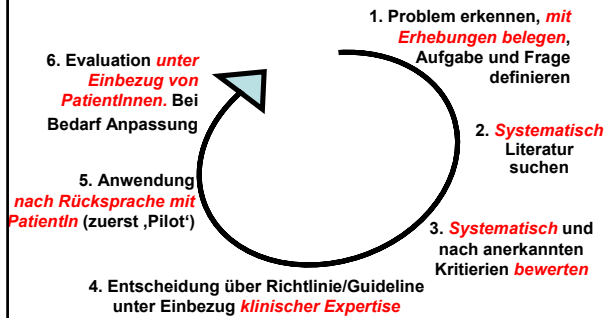 1. Problem erkennen, mit
Erhebungen belegen,
Aufgabe und Frage
definieren
2. Systematisch
Literatur
suchen
3. Systematisch und
nach anerkannten
Kritierien bewerten
4. Entscheidung über Richtlinie/Guideline
unter Einbezug klinischer Expertise
5. Anwendung
nach Rücksprache mit
PatientIn (zuerst ‚Pilot‘)
6. Evaluation unter
Einbezug von
PatientInnen. Bei
Bedarf Anpassung